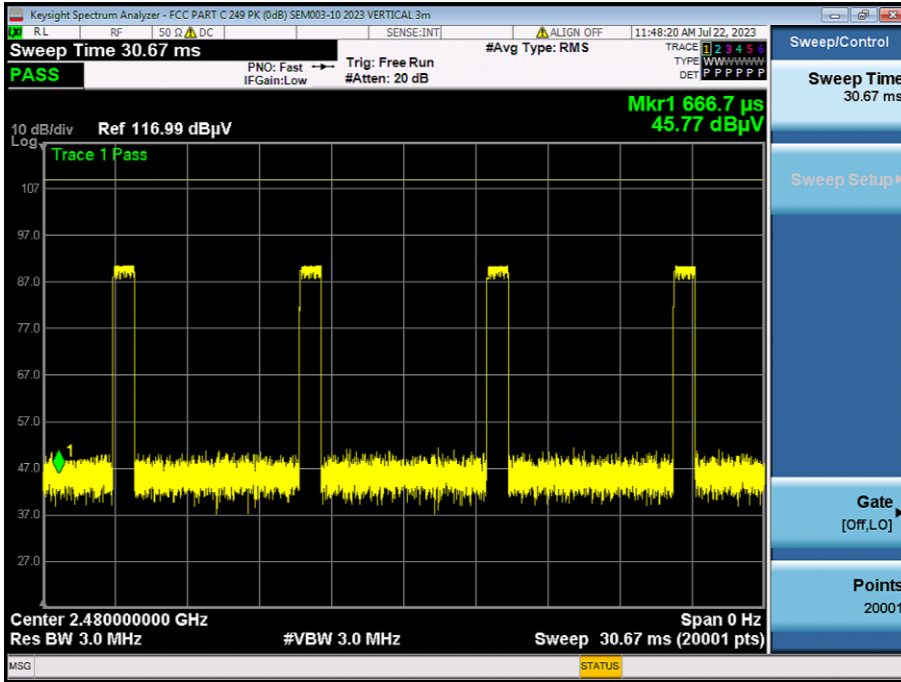 Keysight Spectrum Analyzer - FCC PART C 249 PK (0dB) SEM003-10 2023 VERTICAL 3m
RL RF 50 Ω DC SENSE:INT ALIGN OFF 11:48:20 AM Jul 22, 2023
Sweep Time 30.67 ms
PASS
PNO: Fast
IFGain:Low
Trig: Free Run
#Atten: 20 dB
#Avg Type: RMS
TRACE 1 2 3 4 5 6
TYPE WWWWWW
DET P P P P P P
Mkr1 666.7 µs
45.77 dBµV
10 dB/div Ref 116.99 dBµV
Log
Trace 1 Pass
107
97.0
87.0
77.0
67.0
57.0
47.0
37.0
27.0
1
Center 2.480000000 GHz Span 0 Hz
Res BW 3.0 MHz #VBW 3.0 MHz Sweep 30.67 ms (20001 pts)
MSG STATUS
Sweep/Control
Sweep Time
30.67 ms
Sweep Setup
Gate
[Off,LO]
Points
20001